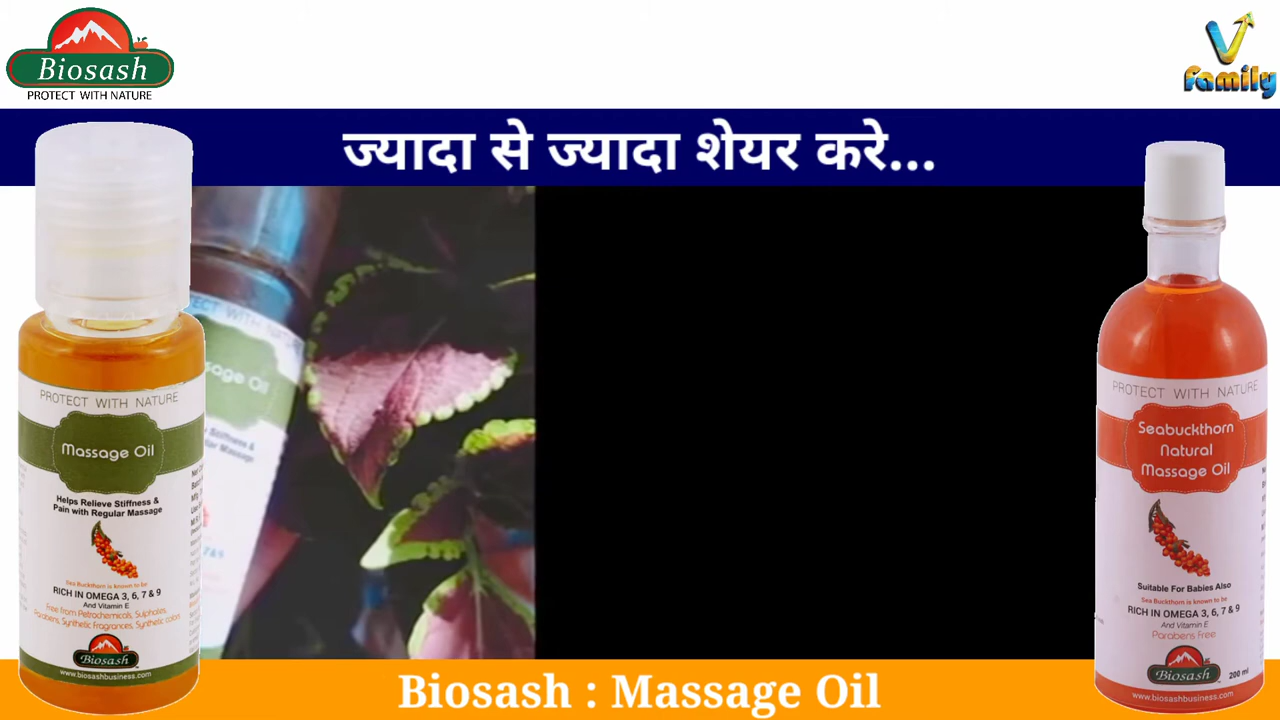 Biosash
PROTECT WITH NATURE
V
family
ज्यादा से ज्यादा शेयर करे...
PROTECT WITH NATURE
Massage Oil
Helps Relieve Stiffness &
Pain with Regular Massage
Sea Buckthorn is known to be
RICH IN OMEGA 3, 6, 7 & 9
And Vitamin E
Free from Petrochemicals, Sulphates,
Parabens, Synthetic Fragrances, Synthetic colors
Biosash
www.biosashbusiness.com
PROTECT WITH NATURE
Seabuckthorn
Natural
Massage Oil
Suitable For Babies Also
Sea Buckthorn is known to be
RICH IN OMEGA 3, 6, 7 & 9
And Vitamin E
Parabens Free
Biosash
200 ml
www.biosashbusiness.com
Biosash : Massage Oil